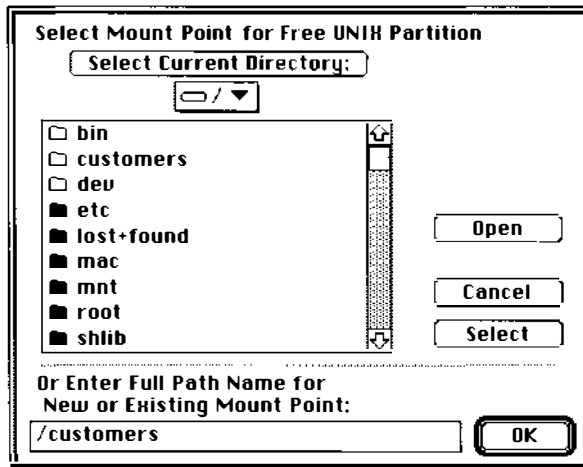 Select Mount Point for Free UNIX Partition
Select Current Directory:
/
bin
customers
dev
etc
lost+found
mac
mnt
root
shlib
Open
Cancel
Select
Or Enter Full Path Name for
New or Existing Mount Point:
/customers
OK